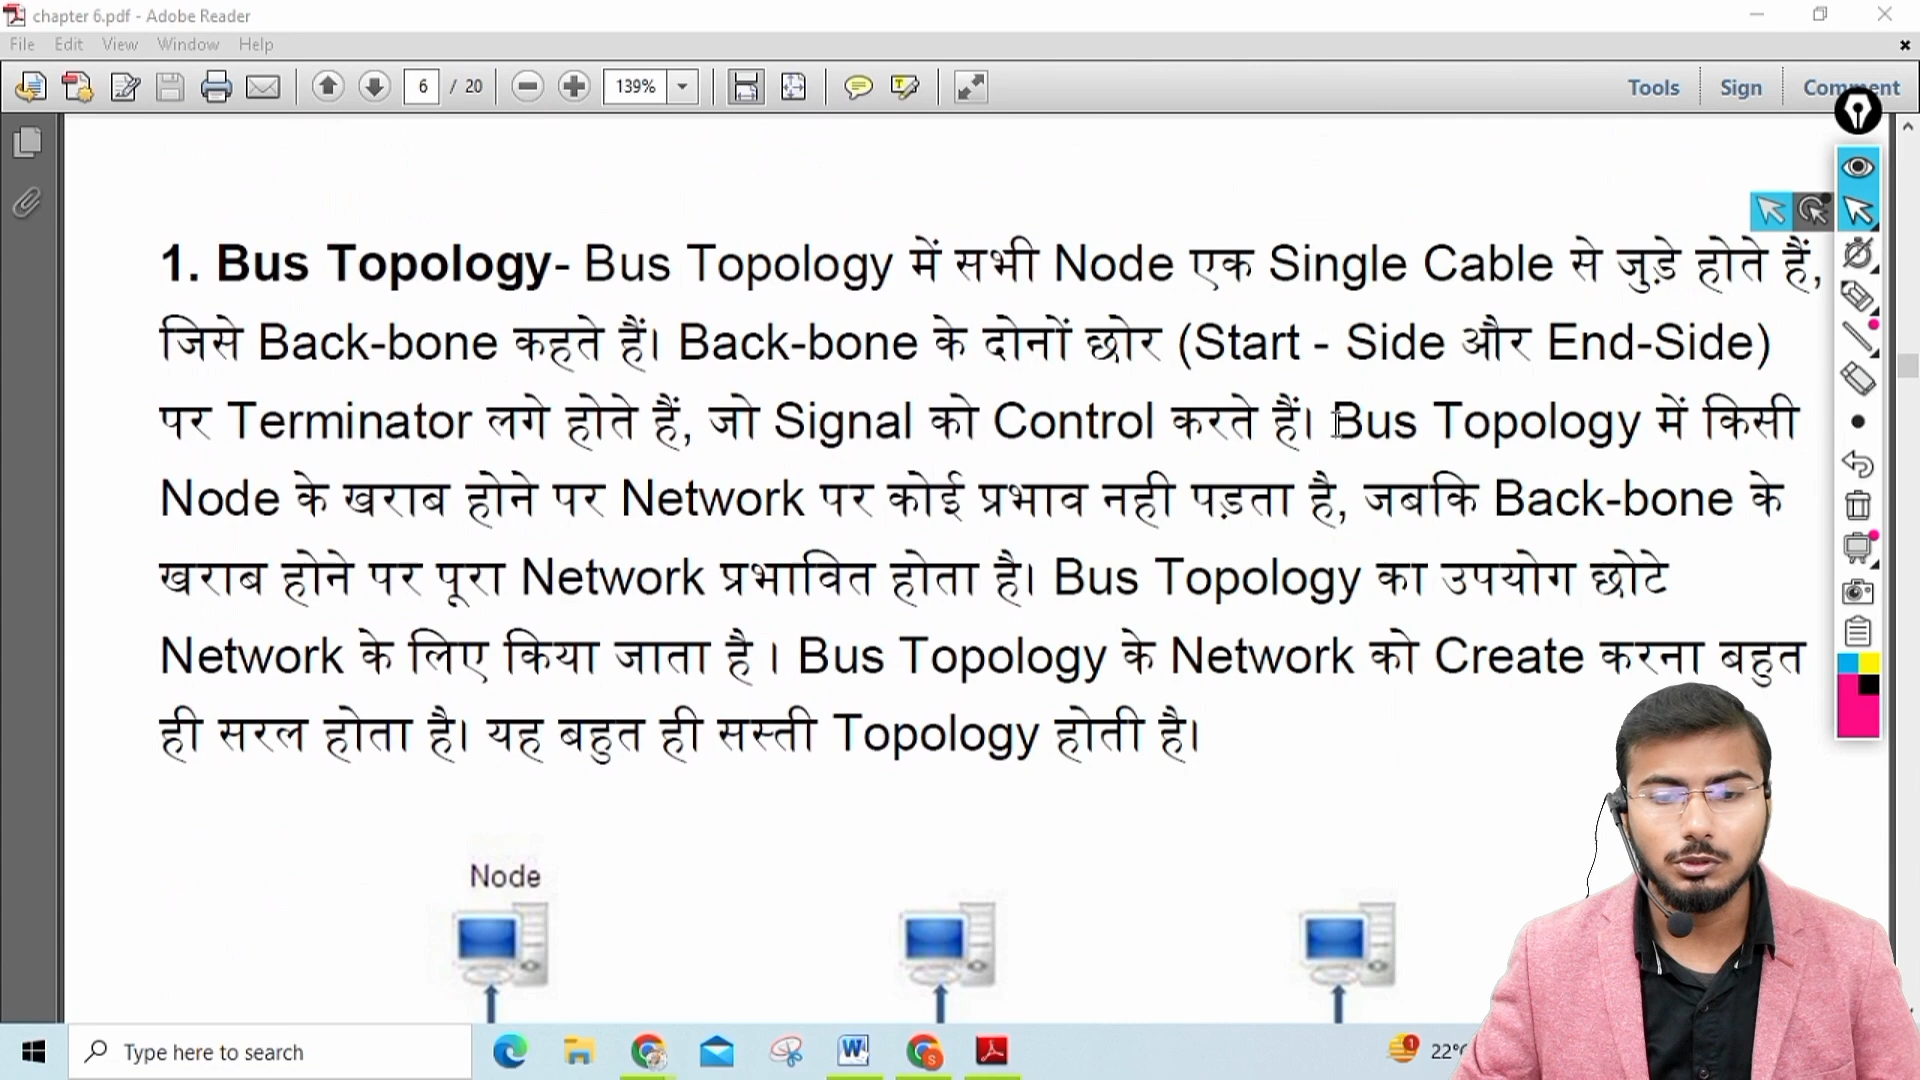 chapter 6.pdf - Adobe Reader
File Edit View Window Help
6 / 20 139% Tools Sign Comment
1. Bus Topology- Bus Topology में सभी Node एक Single Cable से जुड़े होते हैं,
जिसे Back-bone कहते हैं। Back-bone के दोनों छोर (Start - Side और End-Side)
पर Terminator लगे होते हैं, जो Signal को Control करते हैं। Bus Topology में किसी
Node के खराब होने पर Network पर कोई प्रभाव नही पड़ता है, जबकि Back-bone के
खराब होने पर पूरा Network प्रभावित होता है। Bus Topology का उपयोग छोटे
Network के लिए किया जाता है । Bus Topology के Network को Create करना बहुत
ही सरल होता है। यह बहुत ही सस्ती Topology होती है।
Node
Type here to search
1 22°